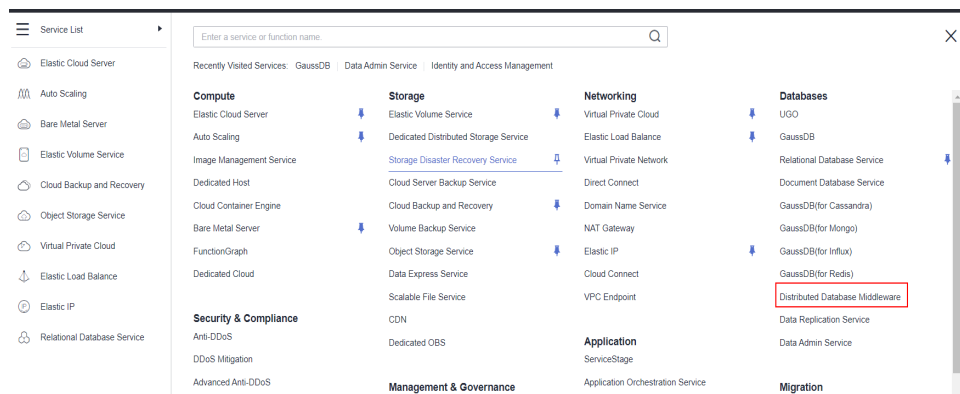 Service List
Elastic Cloud Server
Auto Scaling
Bare Metal Server
Elastic Volume Service
Cloud Backup and Recovery
Object Storage Service
Virtual Private Cloud
Elastic Load Balance
Elastic IP
Relational Database Service
Enter a service or function name.
Recently Visited Services: GaussDB | Data Admin Service | Identity and Access Management
Compute
Elastic Cloud Server
Auto Scaling
Image Management Service
Dedicated Host
Cloud Container Engine
Bare Metal Server
FunctionGraph
Dedicated Cloud
Security & Compliance
Anti-DDoS
DDoS Mitigation
Advanced Anti-DDoS
Storage
Elastic Volume Service
Dedicated Distributed Storage Service
Storage Disaster Recovery Service
Cloud Server Backup Service
Cloud Backup and Recovery
Volume Backup Service
Object Storage Service
Data Express Service
Scalable File Service
CDN
Dedicated OBS
Management & Governance
Networking
Virtual Private Cloud
Elastic Load Balance
Virtual Private Network
Direct Connect
Domain Name Service
NAT Gateway
Elastic IP
Cloud Connect
VPC Endpoint
Application
ServiceStage
Application Orchestration Service
Databases
UGO
GaussDB
Relational Database Service
Document Database Service
GaussDB(for Cassandra)
GaussDB(for Mongo)
GaussDB(for Influx)
GaussDB(for Redis)
Distributed Database Middleware
Data Replication Service
Data Admin Service
Migration